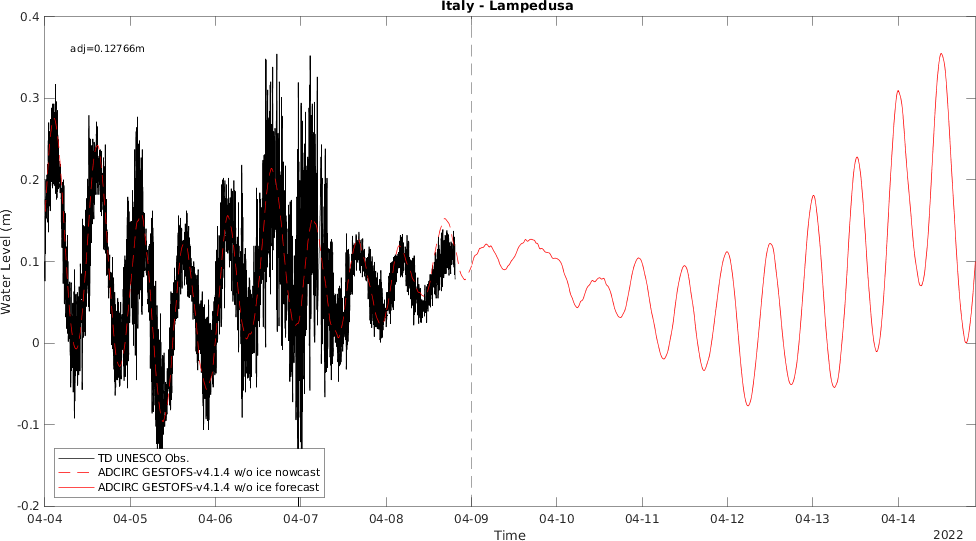 Italy - Lampedusa
adj=0.12766m
0.4
0.3
0.2
0.1
0
-0.1
-0.2
Water Level (m)
TD UNESCO Obs.
ADCIRC GESTOFS-v4.1.4 w/o ice nowcast
ADCIRC GESTOFS-v4.1.4 w/o ice forecast
04-04 04-05 04-06 04-07 04-08 04-09 04-10 04-11 04-12 04-13 04-14
Time
2022